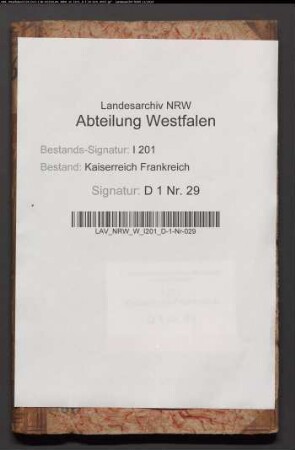 Landesarchiv NRW
Abteilung Westfalen
Bestands-Signatur: I 201
Bestand: Kaiserreich Frankreich
Signatur: D 1 Nr. 29
LAV_NRW_W_I201_D-1-Nr-029